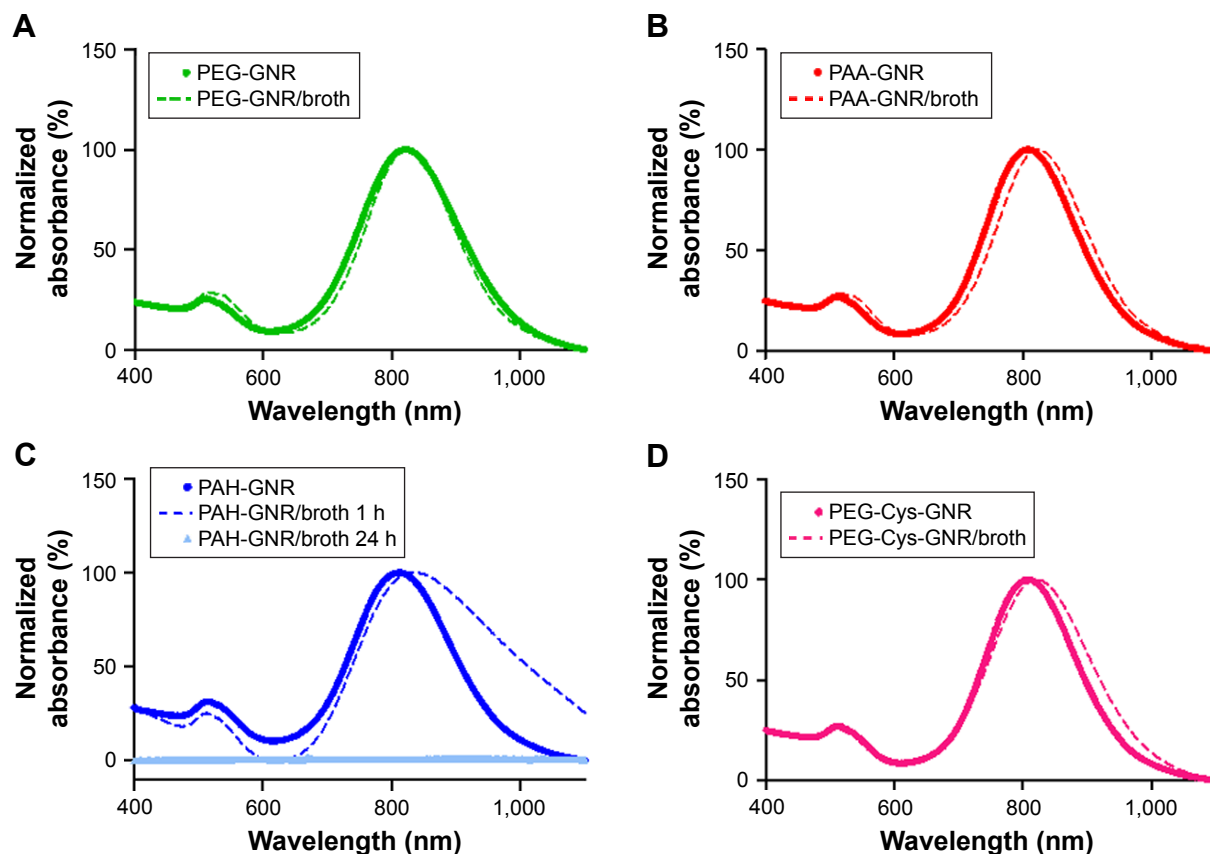 A
Normalized
absorbance (%)
150
100
50
0
PEG-GNR
PEG-GNR/broth
400
600
800
1,000
Wavelength (nm)
B
Normalized
absorbance (%)
150
100
50
0
PAA-GNR
PAA-GNR/broth
400
600
800
1,000
Wavelength (nm)
C
Normalized
absorbance (%)
150
100
50
0
PAH-GNR
PAH-GNR/broth 1 h
PAH-GNR/broth 24 h
400
600
800
1,000
Wavelength (nm)
D
Normalized
absorbance (%)
150
100
50
0
PEG-Cys-GNR
PEG-Cys-GNR/broth
400
600
800
1,000
Wavelength (nm)